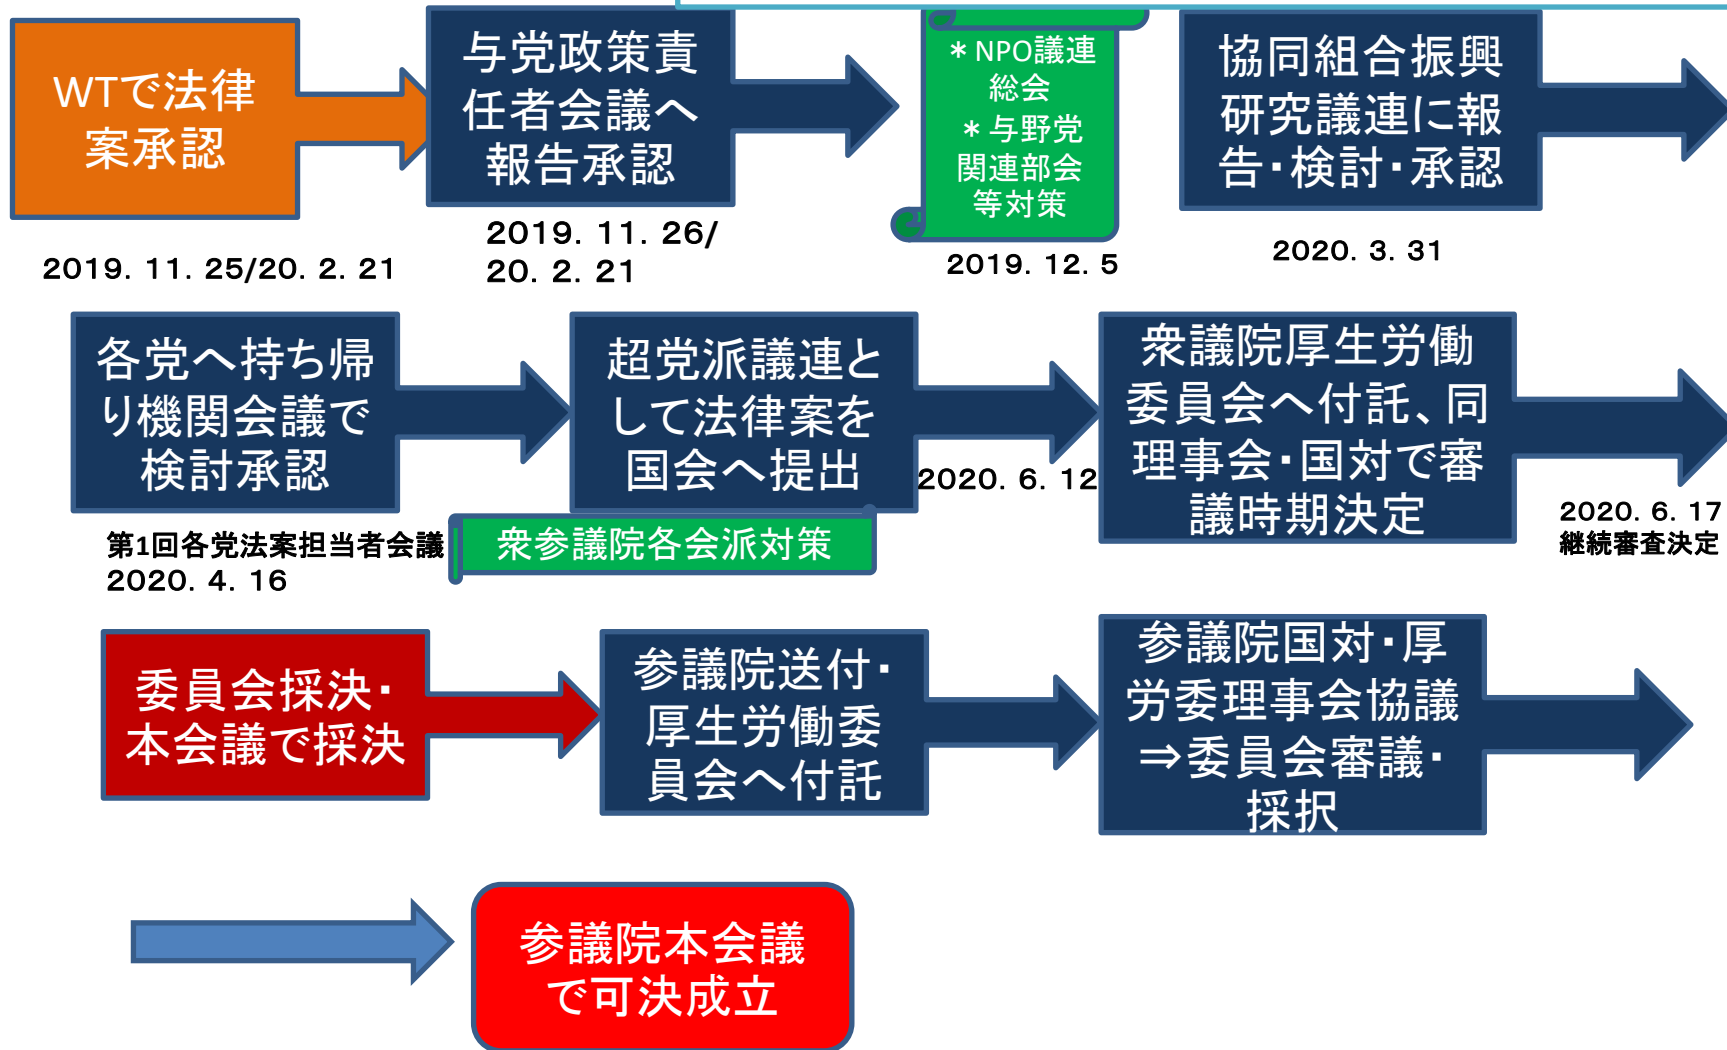 WTで法律
案承認
与党政策責
任者会議へ
報告承認
＊NPO議連
総会
＊与野党
関連部会
等対策
協同組合振興
研究議連に報
告・検討・承認
2019. 11. 25/20. 2. 21
2019. 11. 26/
20. 2. 21
2019. 12. 5
2020. 3. 31
各党へ持ち帰
り機関会議で
検討承認
超党派議連と
して法律案を
国会へ提出
2020. 6. 12
衆議院厚生労働
委員会へ付託、同
理事会・国対で審
議時期決定
2020. 6. 17
継続審査決定
第1回各党法案担当者会議
2020. 4. 16
衆参議院各会派対策
委員会採決・
本会議で採決
参議院送付・
厚生労働委
員会へ付託
参議院国対・厚
労委理事会協議
⇒委員会審議・
採択
参議院本会議
で可決成立